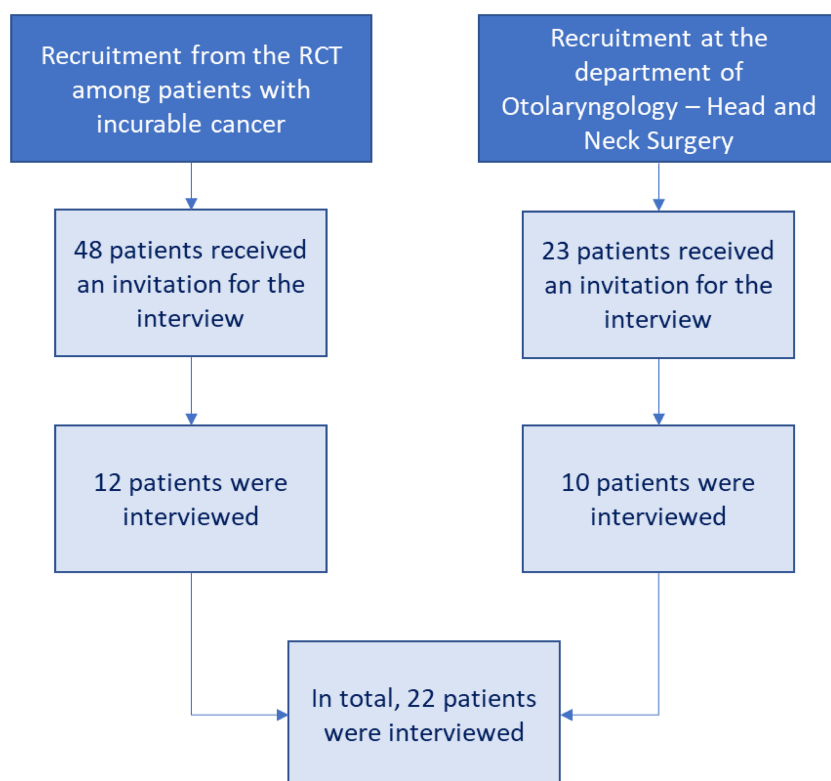 Recruitment from the RCT
among patients with
incurable cancer
Recruitment at the
department of
Otolaryngology – Head and
Neck Surgery
48 patients received
an invitation for the
interview
23 patients received
an invitation for the
interview
12 patients were
interviewed
10 patients were
interviewed
In total, 22 patients
were interviewed